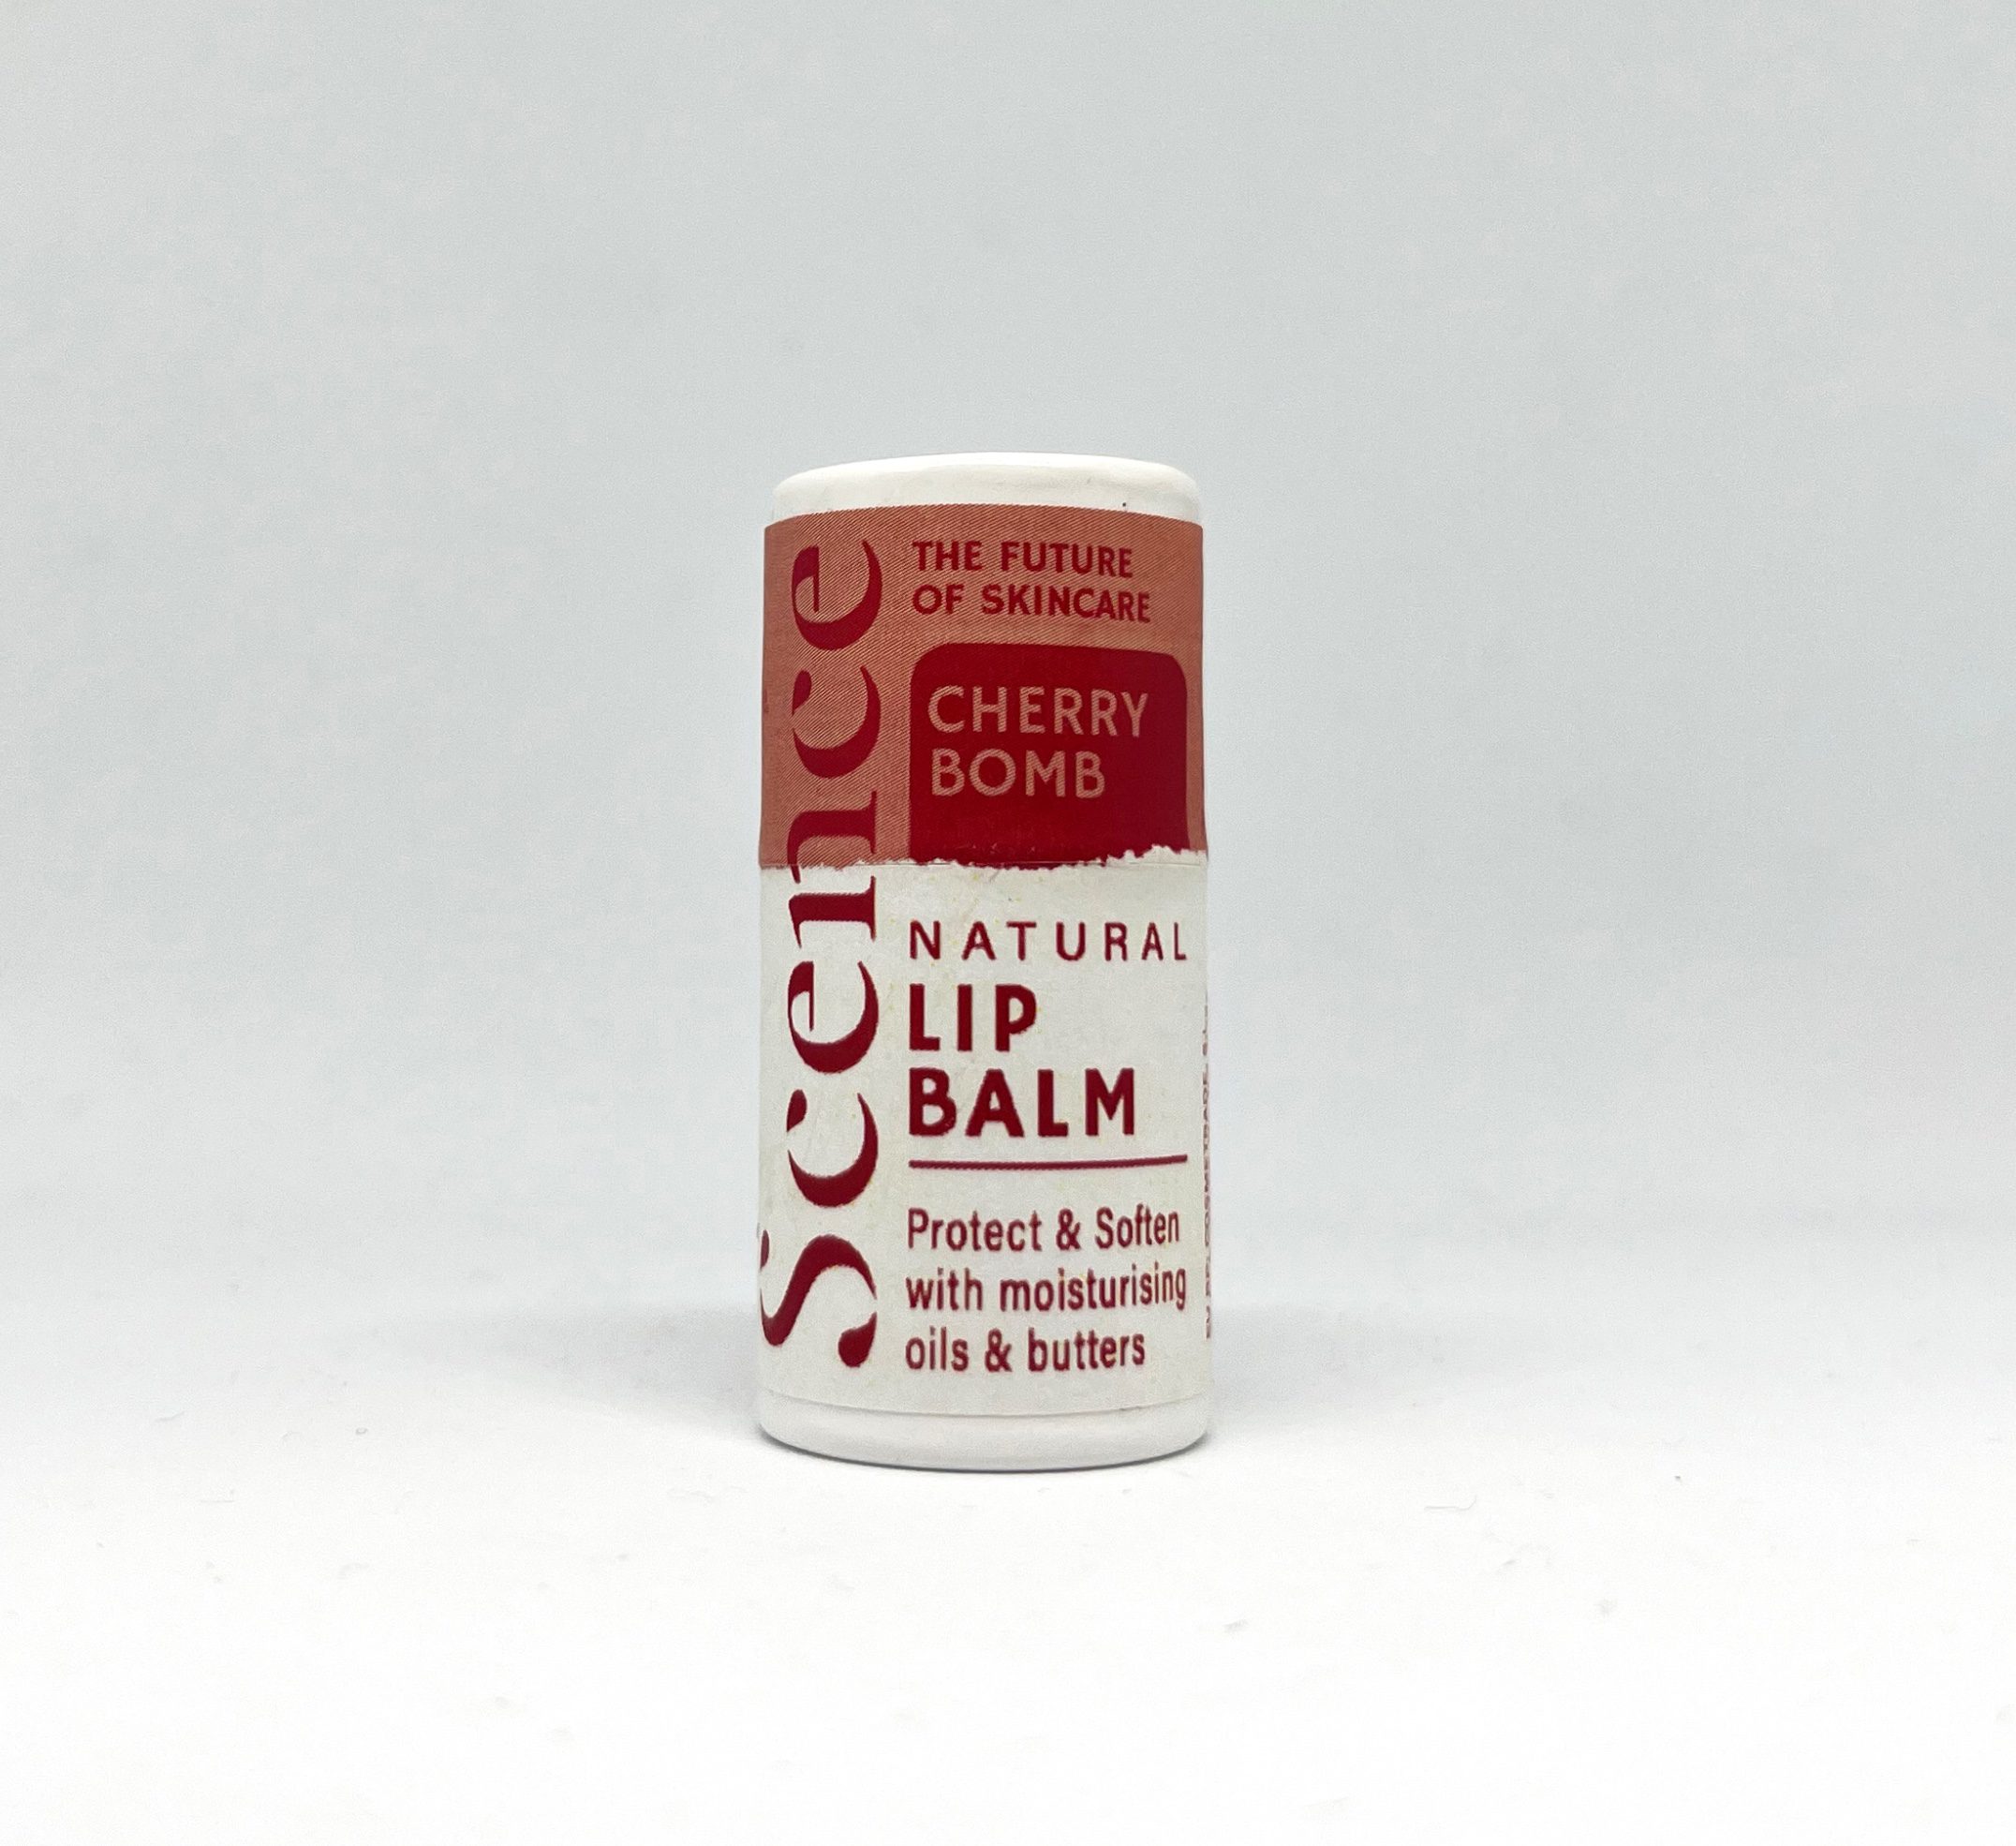 Scence
THE FUTURE
OF SKINCARE
CHERRY
BOMB
NATURAL
LIP
BALM
Protect & Soften
with moisturising
oils & butters